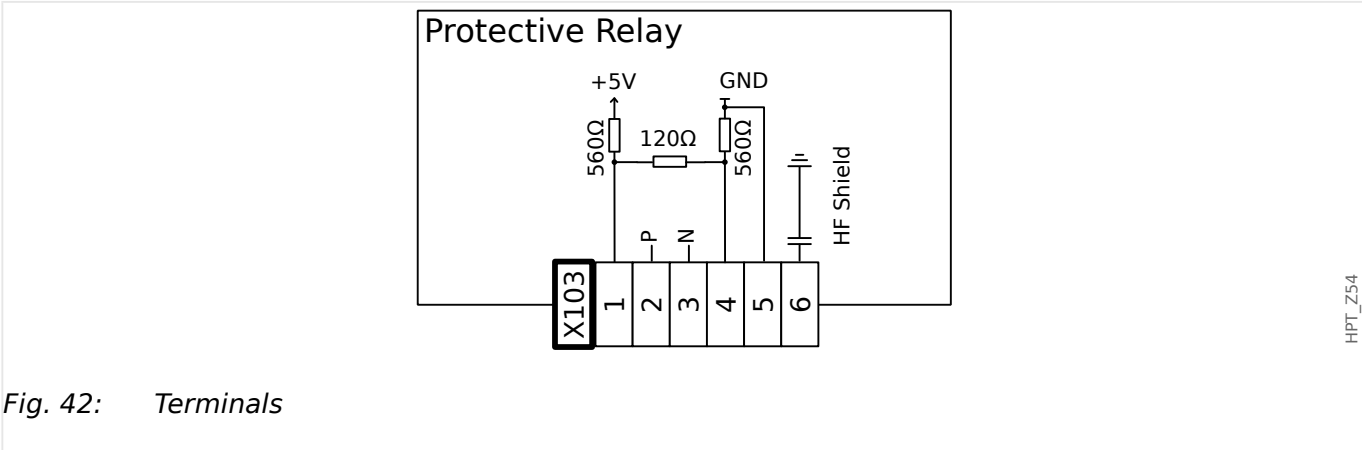 Protective Relay
+5V
GND
560Ω
120Ω
560Ω
HF Shield
P
N
X103
1
2
3
4
5
6
HPT_Z54
Fig. 42: Terminals